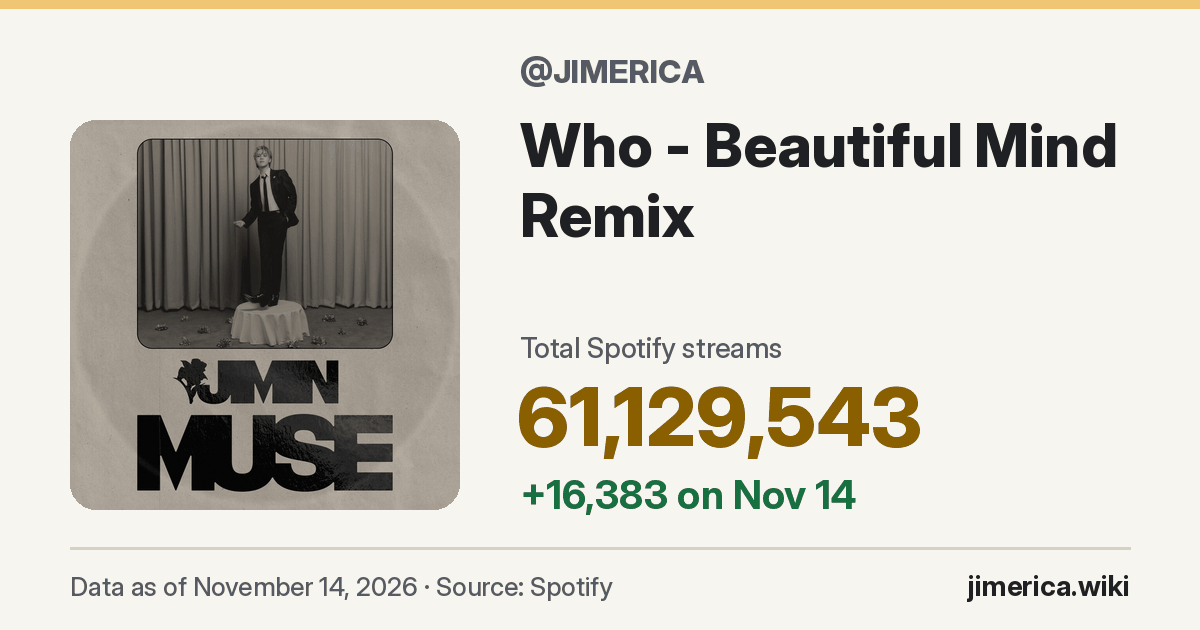 @JIMERICA
Who - Beautiful Mind
Remix
JMN
MUSE
Total Spotify streams
61,129,543
+16,383 on Nov 14
Data as of November 14, 2026 · Source: Spotify
jimerica.wiki